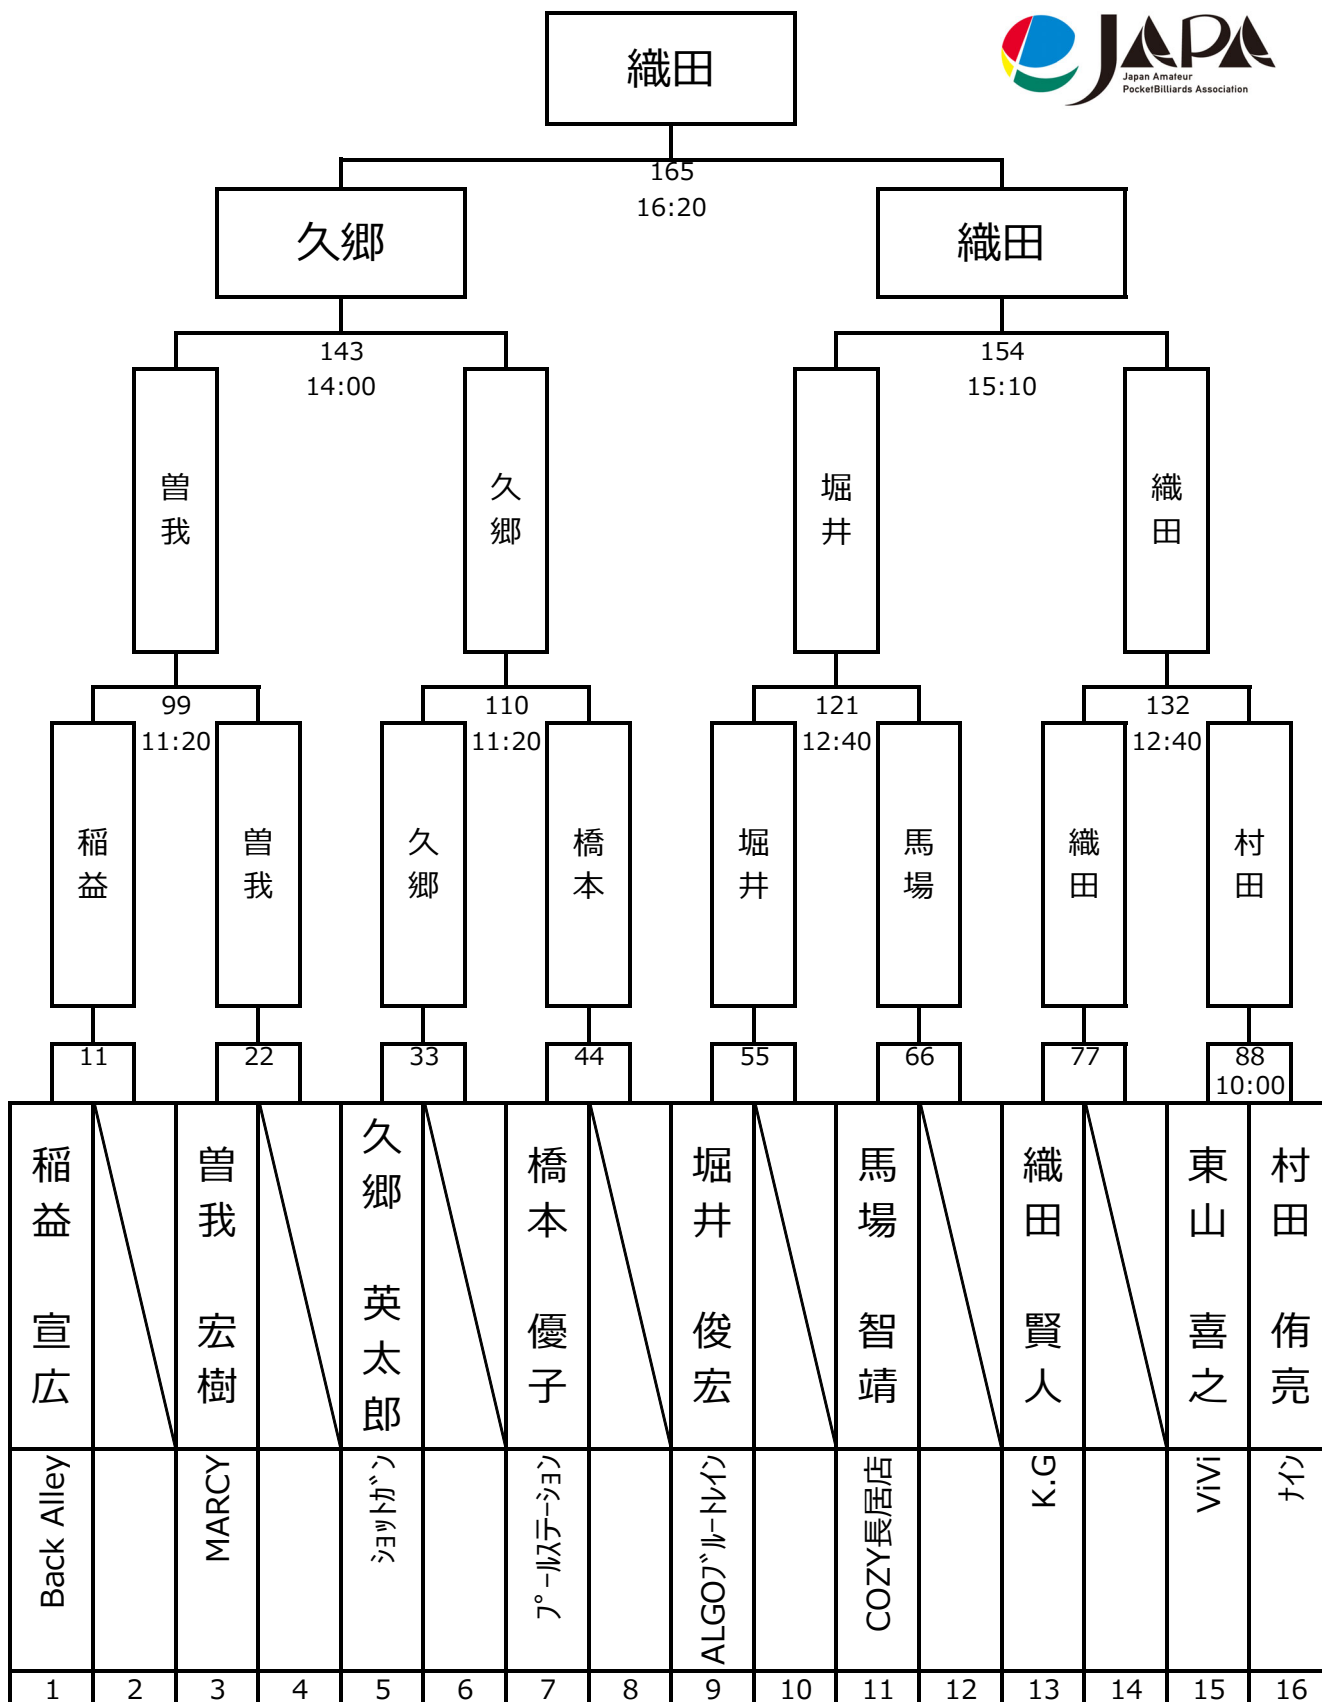 織田
JAPA
Japan Amateur
PocketBilliards Association
165
16:20
久郷
織田
143
14:00
154
15:10
曽我
久郷
堀井
織田
99
11:20
110
11:20
121
12:40
132
12:40
稲益
曽我
久郷
橋本
堀井
馬場
織田
村田
11
22
33
44
55
66
77
88
10:00
稲益 宣広
曽我 宏樹
久郷 英太郎
橋本 優子
堀井 俊宏
馬場 智靖
織田 賢人
東山 喜之
村田 侑亮
Back Alley
MARCY
ｼｮｯﾄｶﾞﾝ
ﾌﾟｰﾙｽﾃｰｼｮﾝ
ALGOﾌﾞﾙｰﾄﾚｲﾝ
COZY長居店
K.G
ViVi
ﾅｲﾝ
1 2 3 4 5 6 7 8 9 10 11 12 13 14 15 16